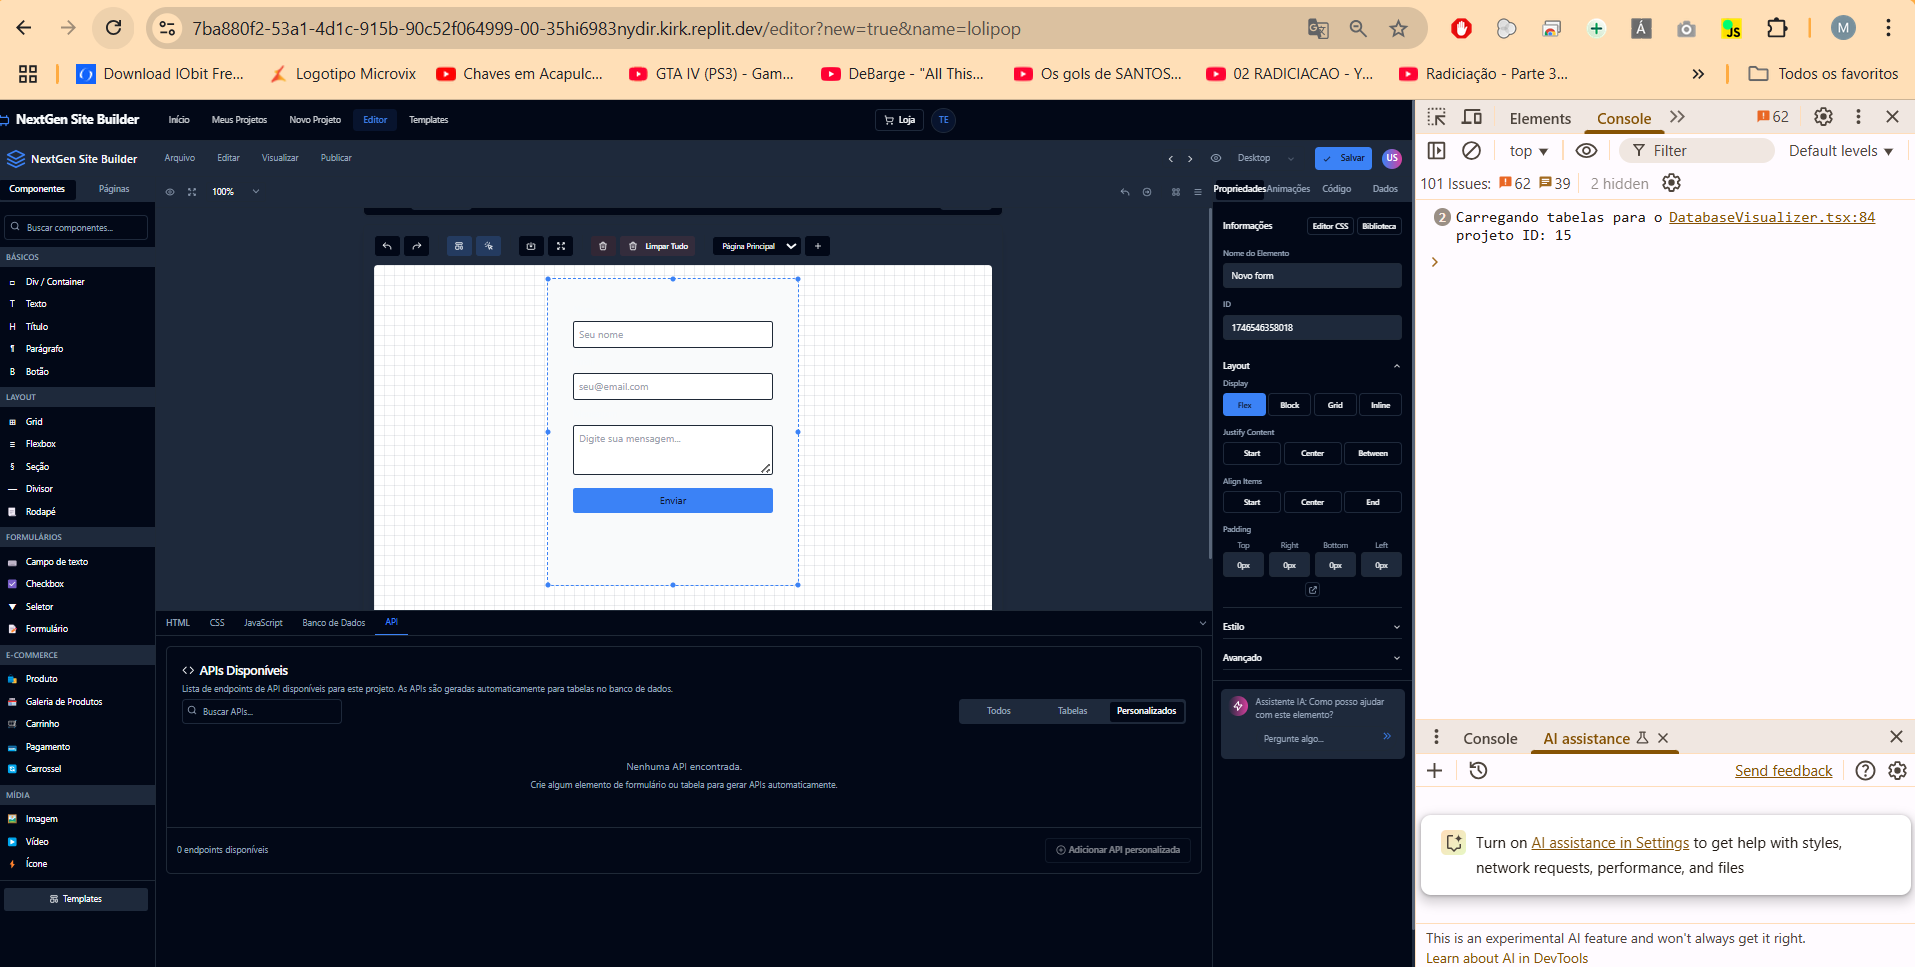 7ba880f2-53a1-4d1c-915b-90c52f064999-00-35hi6983nydir.kirk.replit.dev/editor?new=true&name=lolipop
M
Download IObit Fre...
Logotipo Microvix
Chaves em Acapulc...
GTA IV (PS3) - Gam...
DeBarge - "All This...
Os gols de SANTOS...
02 RADICIACAO - Y...
Radiciação - Parte 3...
Todos os favoritos
NextGen Site Builder
Início
Meus Projetos
Novo Projeto
Editor
Templates
Loja
TE
NextGen Site Builder
Arquivo
Editar
Visualizar
Publicar
Desktop
Salvar
US
Componentes
Páginas
100%
Propriedades
Animações
Código
Dados
Buscar componentes...
BÁSICOS
Div / Container
T Texto
H Título
¶ Parágrafo
B Botão
LAYOUT
Grid
Flexbox
§ Seção
Divisor
Rodapé
FORMULÁRIOS
Campo de texto
Checkbox
Seletor
Formulário
E-COMMERCE
Produto
Galeria de Produtos
Carrinho
Pagamento
Carrossel
MÍDIA
Imagem
Vídeo
Ícone
Templates
Limpar Tudo
Página Principal
Seu nome
seu@email.com
Digite sua mensagem...
Enviar
HTML
CSS
JavaScript
Banco de Dados
API
<> APIs Disponíveis
Lista de endpoints de API disponíveis para este projeto. As APIs são geradas automaticamente para tabelas no banco de dados.
Buscar APIs...
Todos
Tabelas
Personalizados
Nenhuma API encontrada.
Crie algum elemento de formulário ou tabela para gerar APIs automaticamente.
0 endpoints disponíveis
Adicionar API personalizada
Informações
Editor CSS
Biblioteca
Nome do Elemento
Novo form
ID
1746546358018
Layout
Display
Flex
Block
Grid
Inline
Justify Content
Start
Center
Between
Align Items
Start
Center
End
Padding
Top
Right
Bottom
Left
0px
0px
0px
0px
Estilo
Avançado
Assistente IA: Como posso ajudar
com este elemento?
Pergunte algo...
Elements
Console
62
top
Filter
Default levels
101 Issues: 62 39
2 hidden
2 Carregando tabelas para o DatabaseVisualizer.tsx:84
projeto ID: 15
Console
AI assistance
Send feedback
Turn on AI assistance in Settings to get help with styles,
network requests, performance, and files
This is an experimental AI feature and won't always get it right.
Learn about AI in DevTools